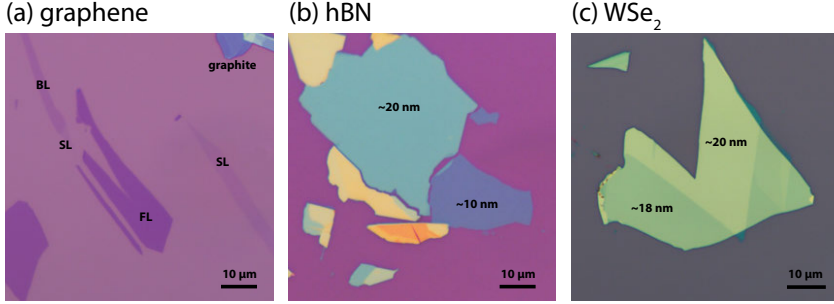 (a) graphene
(b) hBN
(c) WSe₂
graphite
BL
SL
SL
FL
10 μm
~20 nm
~10 nm
10 μm
~20 nm
~18 nm
10 μm